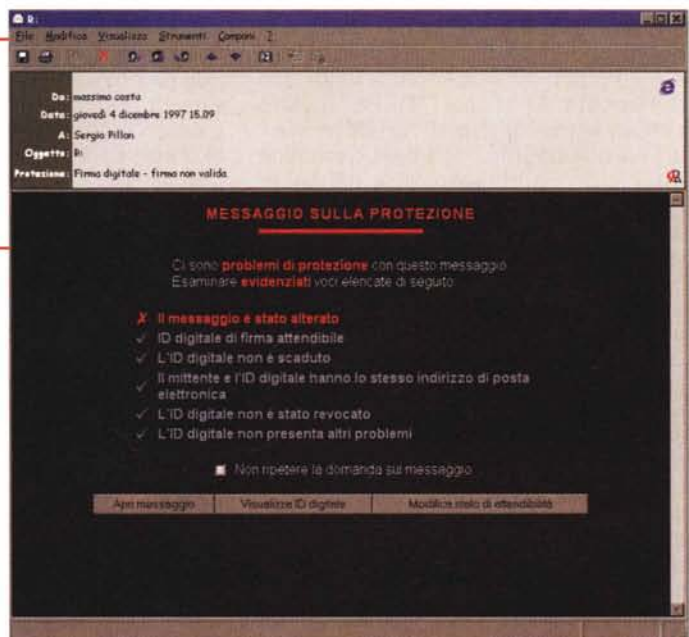 R:
File Modifica Visualizza Strumenti Componi ?
Da: massimo costa
Data: giovedì 4 dicembre 1997 15.09
A: Sergio Pillon
Oggetto: R:
Protezione: Firma digitale - firma non valida
MESSAGGIO SULLA PROTEZIONE
Ci sono problemi di protezione con questo messaggio
Esaminare evidenziati voci elencate di seguito:
✗ Il messaggio è stato alterato
✓ ID digitale di firma attendibile
✓ L'ID digitale non è scaduto
✓ Il mittente e l'ID digitale hanno lo stesso indirizzo di posta
elettronica
✓ L'ID digitale non è stato revocato
✓ L'ID digitale non presenta altri problemi
Non ripetere la domanda sul messaggio
Apri messaggio Visualizza ID digitale Modifica stato di attendibilità